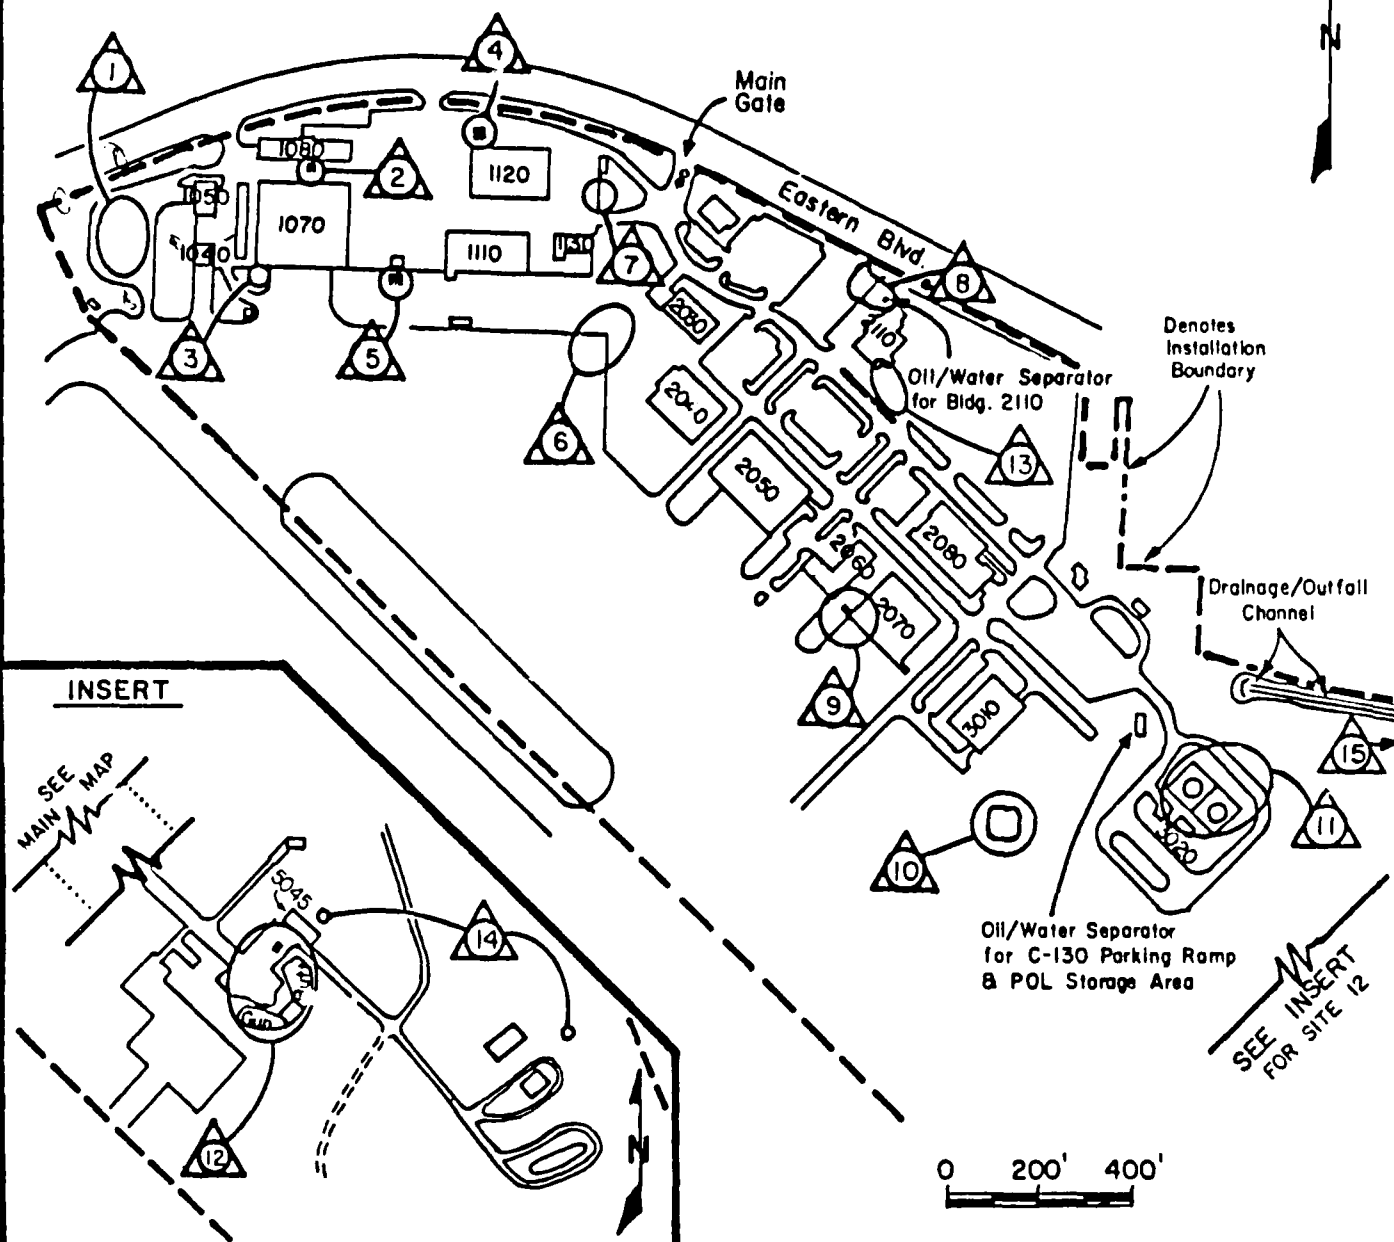 N
4
1
Main
Gate
1080
2
1120
1050
Eastern Blvd.
1070
1130
1040
1110
7
8
2030
2110
3
5
Denotes
Installation
Boundary
Oil/Water Separator
for Bldg. 2110
2040
6
13
2050
2080
2060
Drainage/Outfall
Channel
2070
INSERT
9
3010
15
SEE
MAIN MAP
11
3020
10
5045
14
Oil/Water Separator
for C-130 Parking Ramp
& POL Storage Area
SEE INSERT
FOR SITE 12
12
N
0 200' 400'